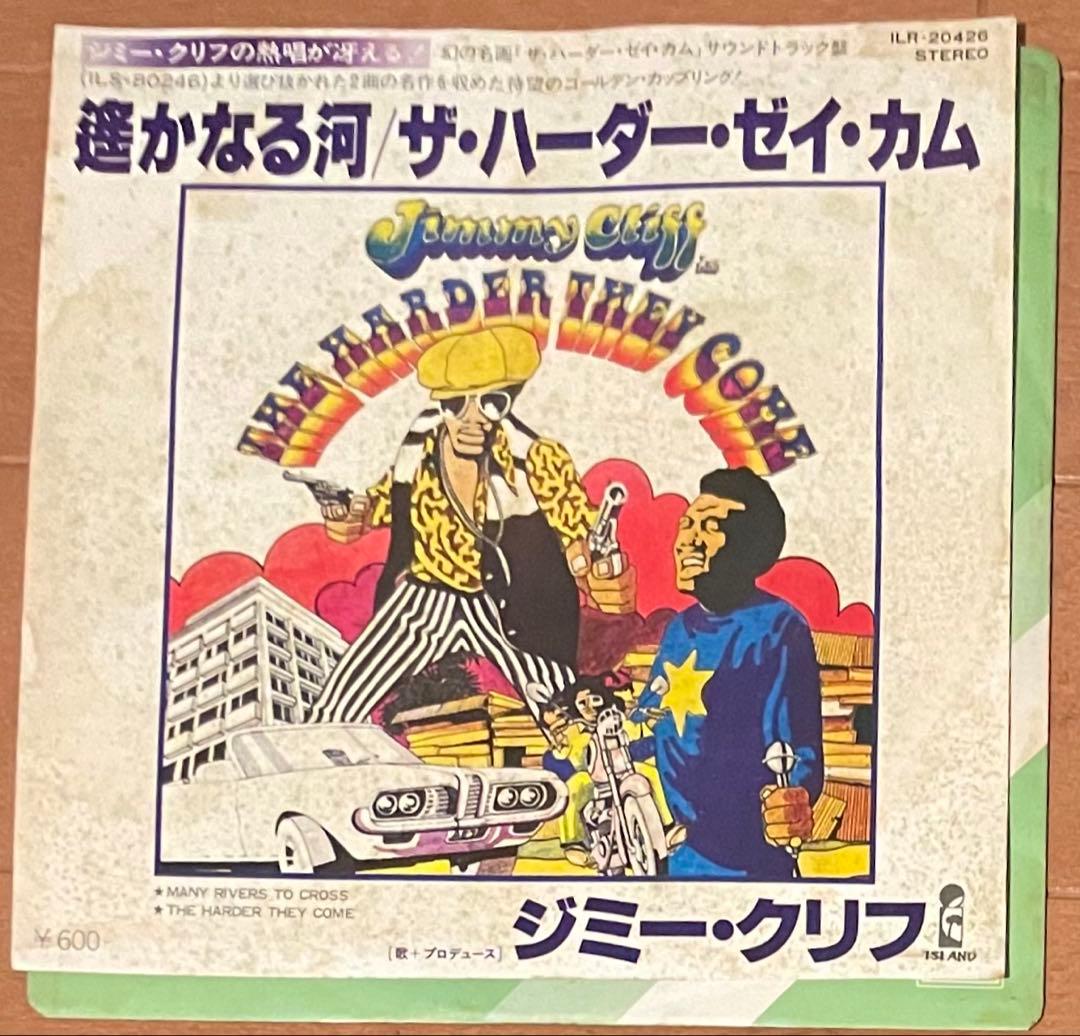 ジミー・クリフの熱唱が冴える!
幻の名画「ザ・ハーダー・ゼイ・カム」サウンドトラック盤
(ILS-80246)より選び抜かれた2曲の名作を収めた待望のゴールデン・カップリング!
ILR-20426
STEREO
遙かなる河/ザ・ハーダー・ゼイ・カム
Jimmy Cliff
in
THE HARDER THEY COME
★MANY RIVERS TO CROSS
★THE HARDER THEY COME
¥600
[歌+プロデュース]
ジミー・クリフ
ISLAND